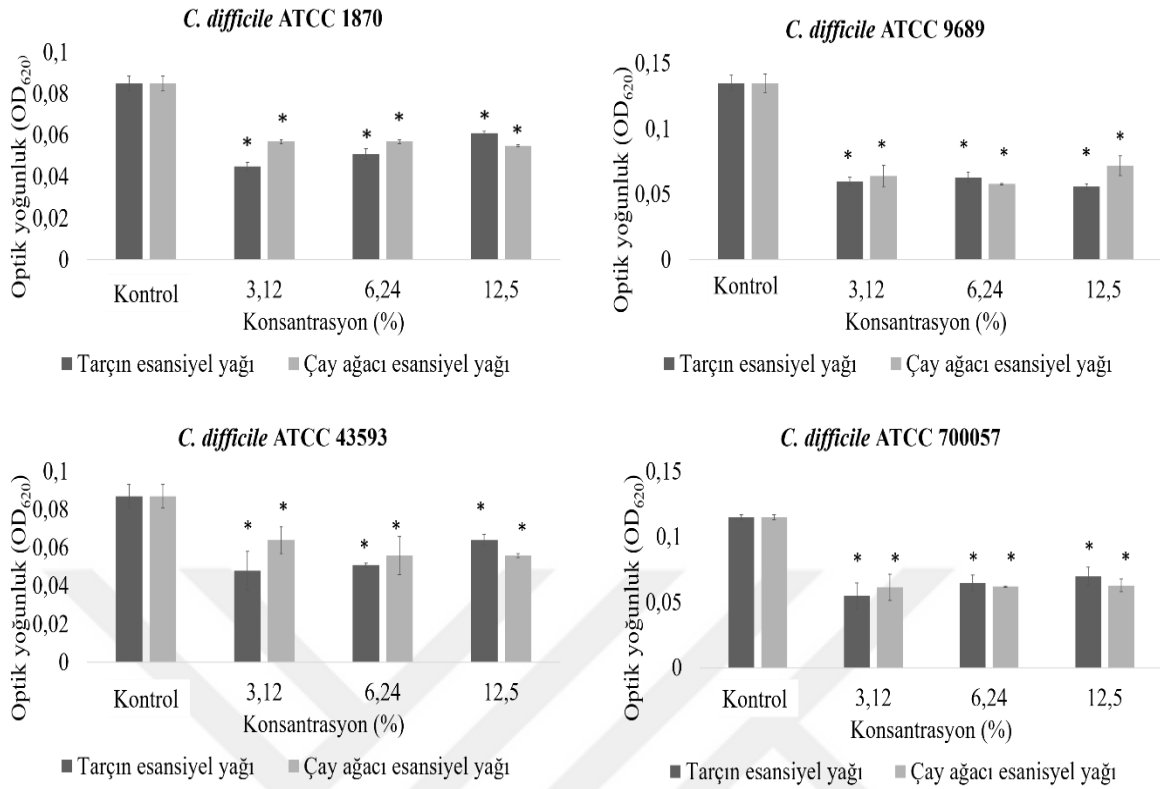 C. difficile ATCC 1870
Optik yoğunluk (OD620)
0,1
0,08
0,06
0,04
0,02
0
* * * * * *
Kontrol 3,12 6,24 12,5
Konsantrasyon (%)
Tarçın esansiyel yağı Çay ağacı esansiyel yağı
C. difficile ATCC 9689
Optik yoğunluk (OD620)
0,15
0,1
0,05
0
* * * * * *
Kontrol 3,12 6,24 12,5
Konsantrasyon (%)
Tarçın esansiyel yağı Çay ağacı esansiyel yağı
C. difficile ATCC 43593
Optik yoğunluk (OD620)
0,1
0,08
0,06
0,04
0,02
0
* * * * * *
Kontrol 3,12 6,24 12,5
Konsantrasyon (%)
Tarçın esansiyel yağı Çay ağacı esansiyel yağı
C. difficile ATCC 700057
Optik yoğunluk (OD620)
0,15
0,1
0,05
0
* * * * * *
Kontrol 3,12 6,24 12,5
Konsantrasyon (%)
Tarçın esansiyel yağı Çay ağacı esanisyel yağı